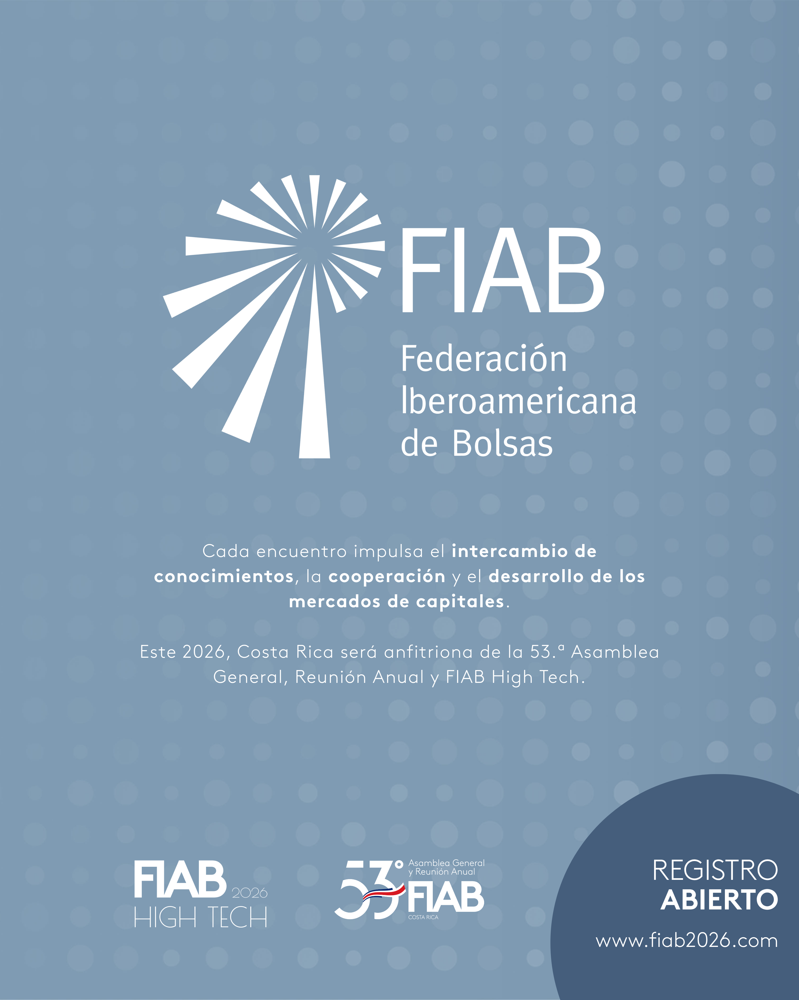 FIAB
Federación
Iberoamericana
de Bolsas
Cada encuentro impulsa el intercambio de
conocimientos, la cooperación y el desarrollo de los
mercados de capitales.
Este 2026, Costa Rica será anfitriona de la 53.ª Asamblea
General, Reunión Anual y FIAB High Tech.
FIAB 2026
HIGH TECH
53° Asamblea General
y Reunión Anual
FIAB
COSTA RICA
REGISTRO
ABIERTO
www.fiab2026.com